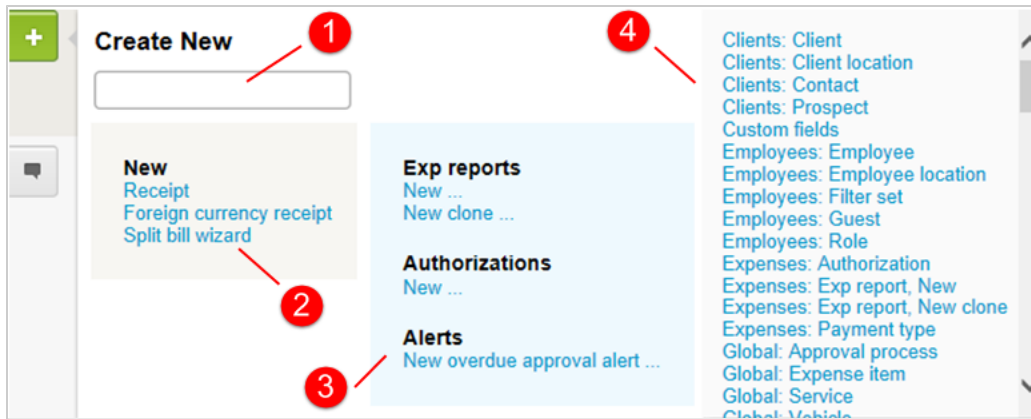 +
Create New
1
New
Receipt
Foreign currency receipt
Split bill wizard
2
Exp reports
New ...
New clone ...
Authorizations
New ...
Alerts
New overdue approval alert ...
3
4
Clients: Client
Clients: Client location
Clients: Contact
Clients: Prospect
Custom fields
Employees: Employee
Employees: Employee location
Employees: Filter set
Employees: Guest
Employees: Role
Expenses: Authorization
Expenses: Exp report, New
Expenses: Exp report, New clone
Expenses: Payment type
Global: Approval process
Global: Expense item
Global: Service
Global: Vehicle